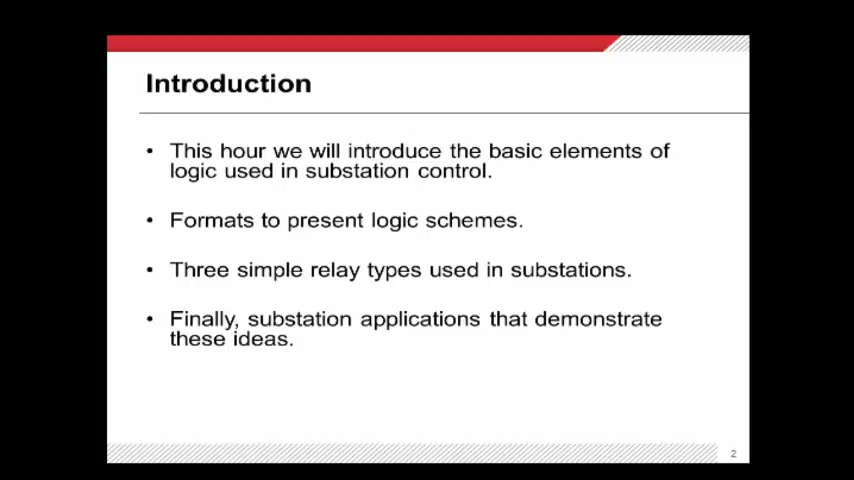 Introduction
• This hour we will introduce the basic elements of
logic used in substation control.
• Formats to present logic schemes.
• Three simple relay types used in substations.
• Finally, substation applications that demonstrate
these ideas.
2